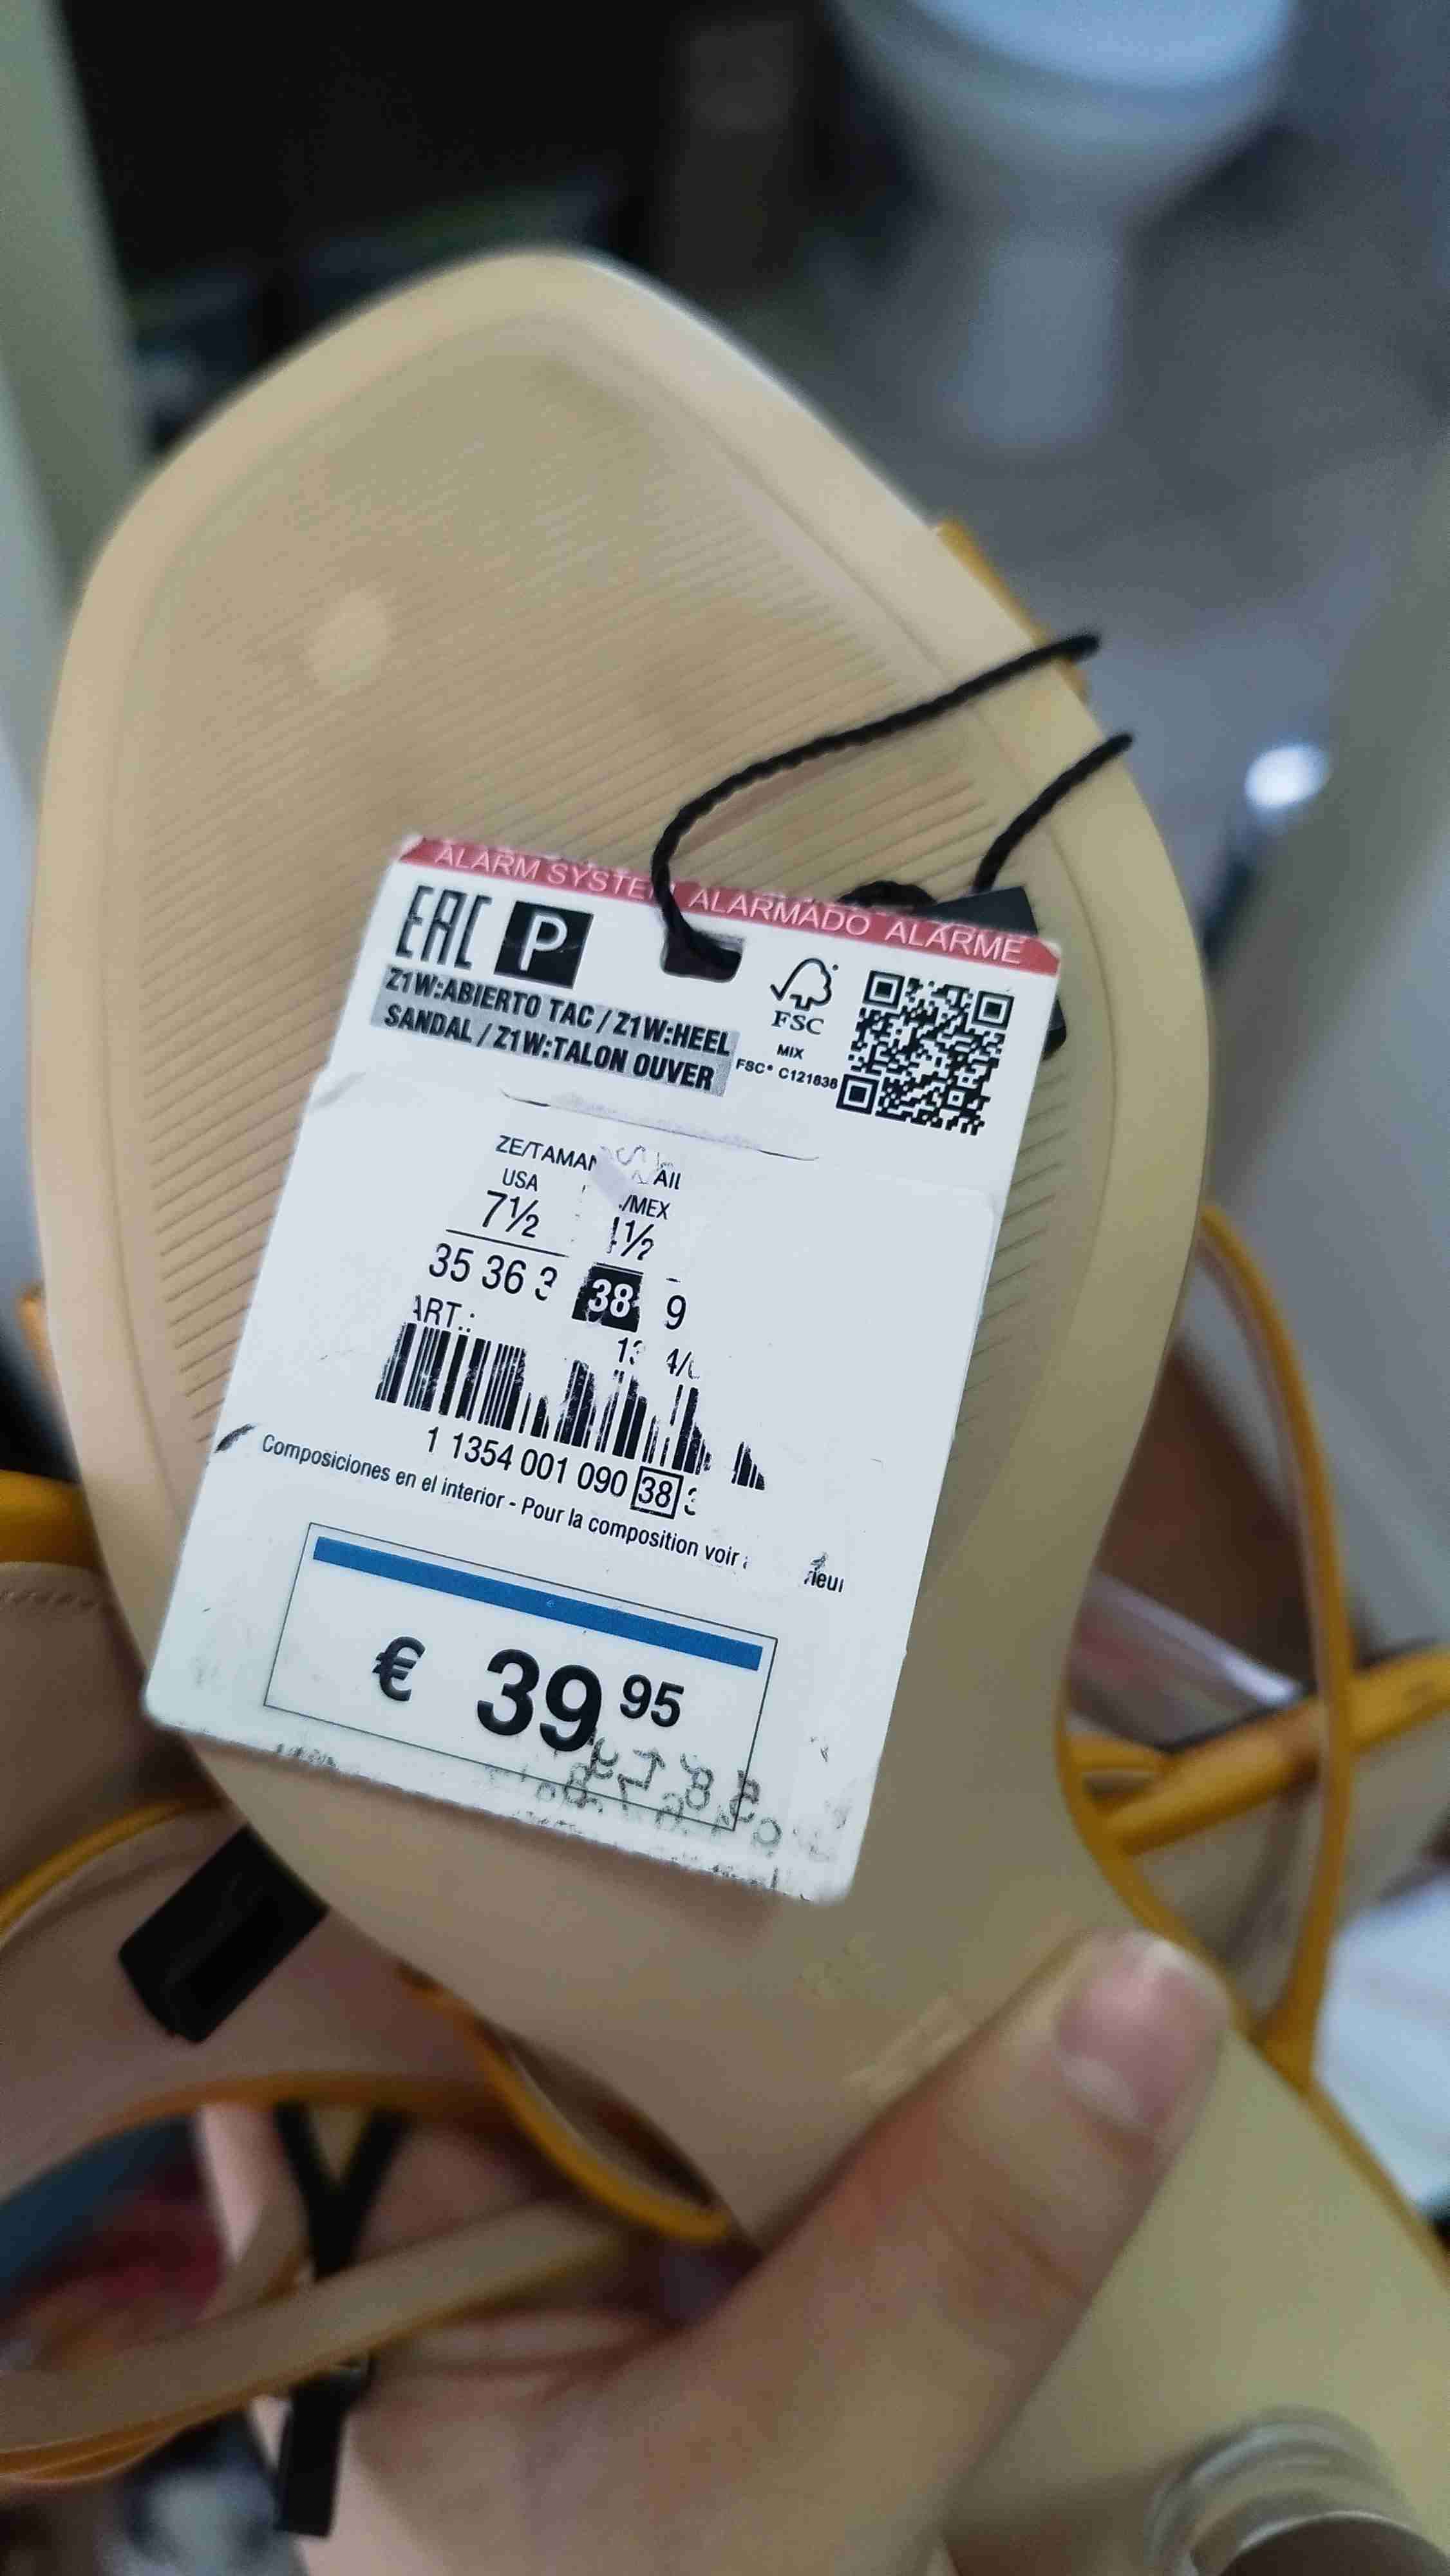 ALARM SYSTEM ALARMADO ALARME
EAC P
Z1W:ABIERTO TAC / Z1W:HEEL
SANDAL / Z1W:TALON OUVER
FSC
MIX
FSC® C121838
USA /MEX
7½
35 36 38 9
ART.:
1 1354 001 090 38
Composiciones en el interior - Pour la composition voir
€ 39 95